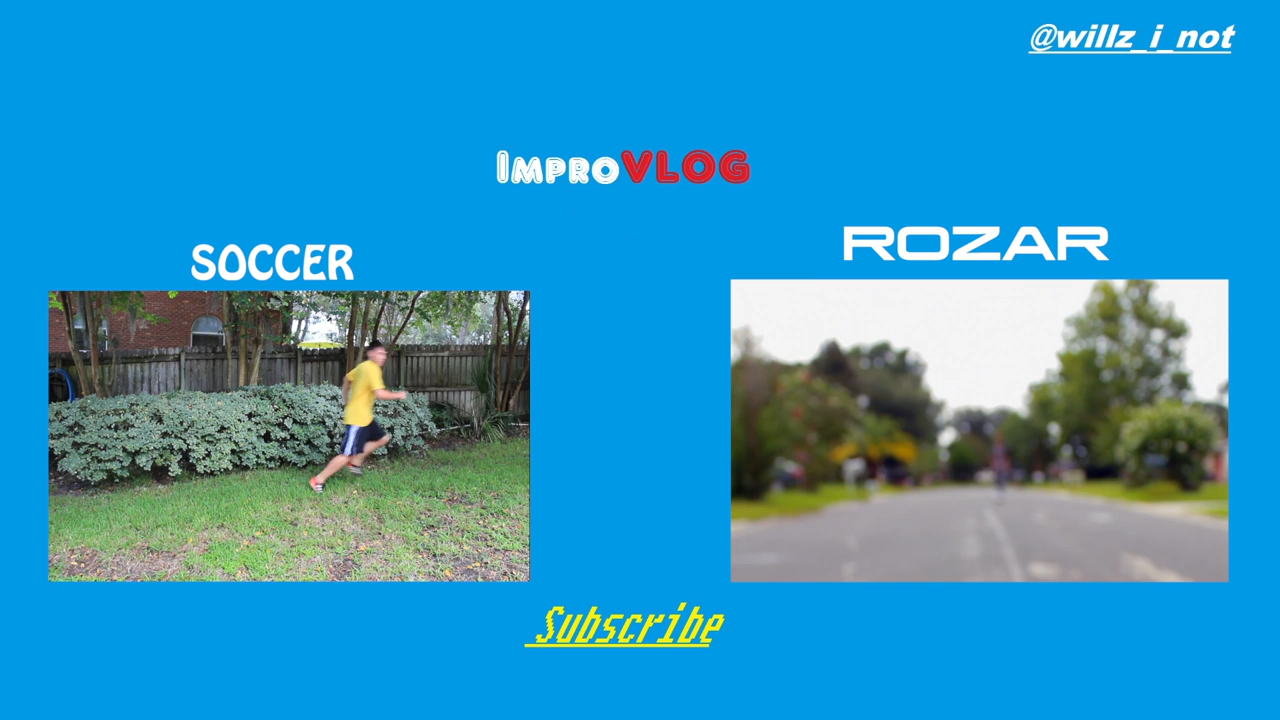 @willz_i_not
ImproVLOG
SOCCER
ROZAR
Subscribe